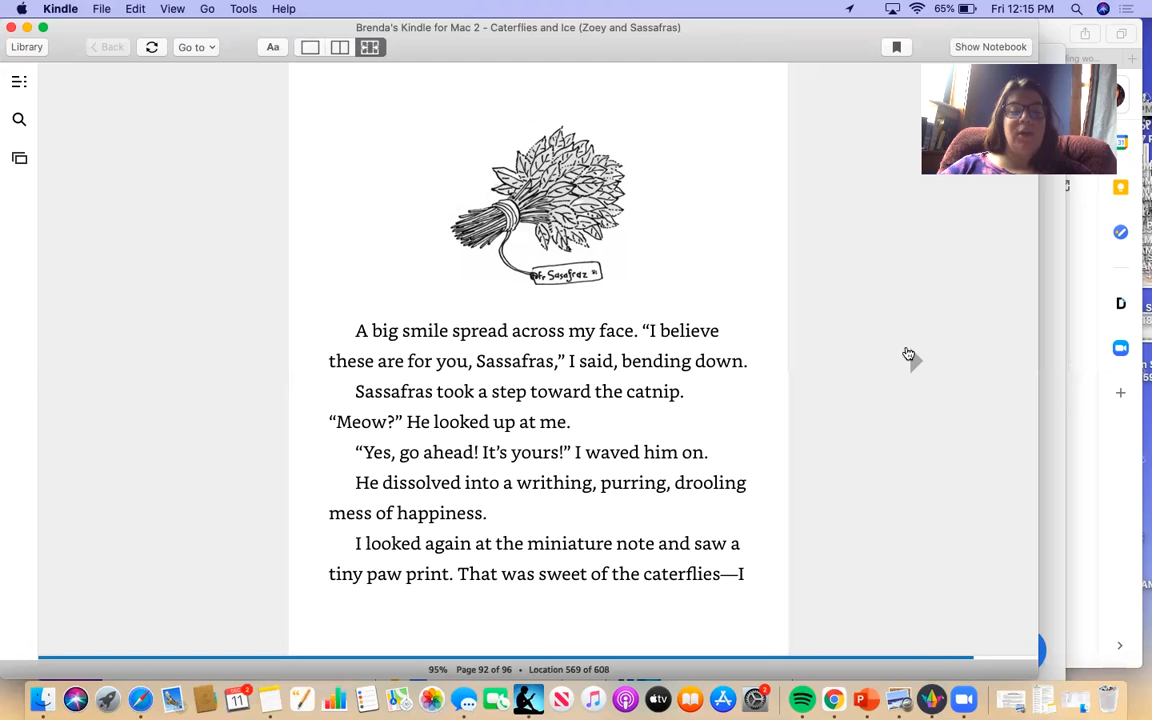 Kindle File Edit View Go Tools Help 65% Fri 12:15 PM
Brenda's Kindle for Mac 2 - Caterflies and Ice (Zoey and Sassafras)
Library Back Go to Aa Show Notebook
Sasafraz
A big smile spread across my face. “I believe
these are for you, Sassafras,” I said, bending down.
Sassafras took a step toward the catnip.
“Meow?” He looked up at me.
“Yes, go ahead! It’s yours!” I waved him on.
He dissolved into a writhing, purring, drooling
mess of happiness.
I looked again at the miniature note and saw a
tiny paw print. That was sweet of the caterflies—I
95% Page 92 of 96 • Location 569 of 608